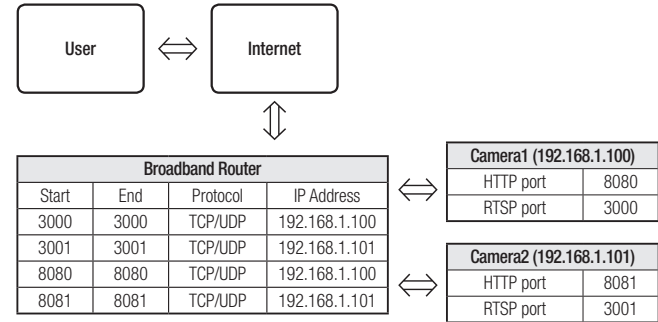 User
Internet
Broadband Router
Start End Protocol IP Address
3000 3000 TCP/UDP 192.168.1.100
3001 3001 TCP/UDP 192.168.1.101
8080 8080 TCP/UDP 192.168.1.100
8081 8081 TCP/UDP 192.168.1.101
Camera1 (192.168.1.100)
HTTP port 8080
RTSP port 3000
Camera2 (192.168.1.101)
HTTP port 8081
RTSP port 3001